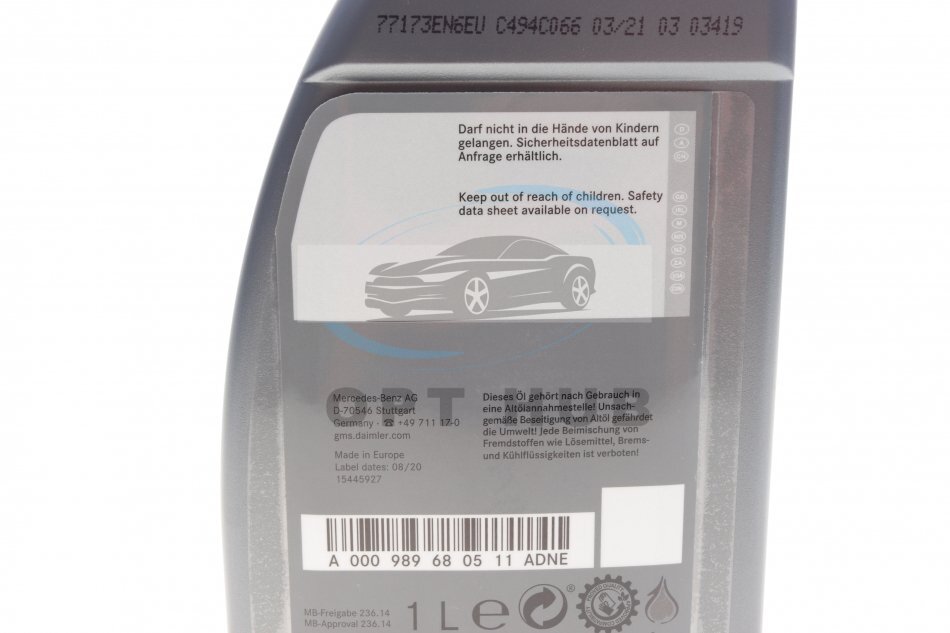 77173EN6EU C494C066 03/21 03 03419
Darf nicht in die Hände von Kindern
gelangen. Sicherheitsdatenblatt auf
Anfrage erhältlich.
Keep out of reach of children. Safety
data sheet available on request.
OPT HUB
Mercedes-Benz AG
D-70546 Stuttgart
Germany · ☎ +49 711 17-0
gms.daimler.com
Made in Europe
Label dates: 08/20
15445927
Dieses Öl gehört nach Gebrauch in
eine Altölannahmestelle! Unsach-
gemäße Beseitigung von Altöl gefährdet
die Umwelt! Jede Beimischung von
Fremdstoffen wie Lösemittel, Brems-
und Kühlflüssigkeiten ist verboten!
A 000 989 68 05 11 ADNE
MB-Freigabe 236.14
MB-Approval 236.14
1 L e